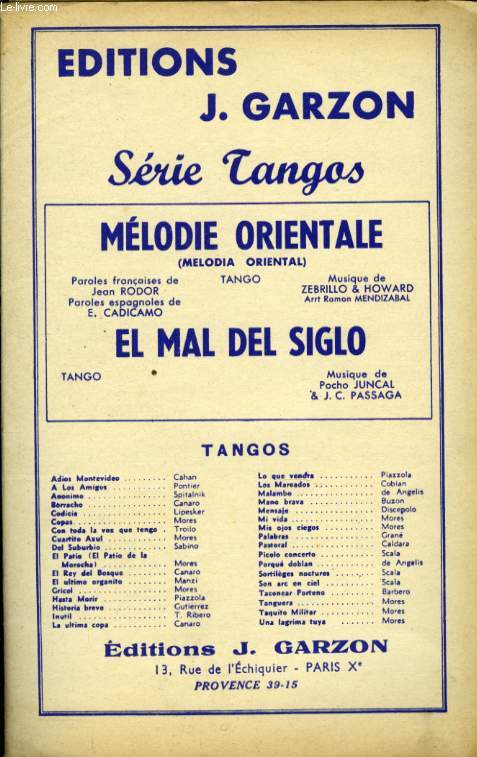 © Le-livre.com
EDITIONS
J. GARZON
Série Tangos
MÉLODIE ORIENTALE
(MELODIA ORIENTAL)
Paroles françaises de
Jean RODOR
Paroles espagnoles de
E. CADICAMO
TANGO
Musique de
ZEBRILLO & HOWARD
Arrt Ramon MENDIZABAL
EL MAL DEL SIGLO
TANGO
Musique de
Pocho JUNCAL
& J. C. PASSAGA
TANGOS
Adios Montevideo ........ Cahan
A Los Amigos ........ Pontier
Anonimo ........ Spitalnik
Borracho ........ Canaro
Codicia ........ Lipesker
Copas ........ Mores
Con toda la voz que tengo . Troilo
Cuartito Azul ........ Mores
Del Suburbio ........ Sabino
El Patio (El Patio de la
Morocha) ........ Mores
El Rey del Bosque ........ Canaro
El ultimo organito ........ Manzi
Gricel ........ Mores
Hasta Morir ........ Piazzola
Historia breve ........ Gutierrez
Inutil ........ T. Ribero
La ultima copa ........ Canaro
Lo que vendra ........ Piazzola
Los Mareados ........ Cobian
Malambo ........ de Angelis
Mano brava ........ Buzon
Mensaje ........ Discepolo
Mi vida ........ Mores
Mis ojos ciegos ........ Mores
Palabras ........ Grané
Pastoral ........ Caldara
Picolo concerto ........ Scala
Porqué doblan ........ de Angelis
Sortilèges noctures ........ Scala
Son arc en ciel ........ Scala
Taconear Porteno ........ Barbero
Tanguera ........ Mores
Taquito Militar ........ Mores
Una lagrima tuya ........ Mores
Éditions J. GARZON
13, Rue de l'Échiquier - PARIS Xe
PROVENCE 39-15